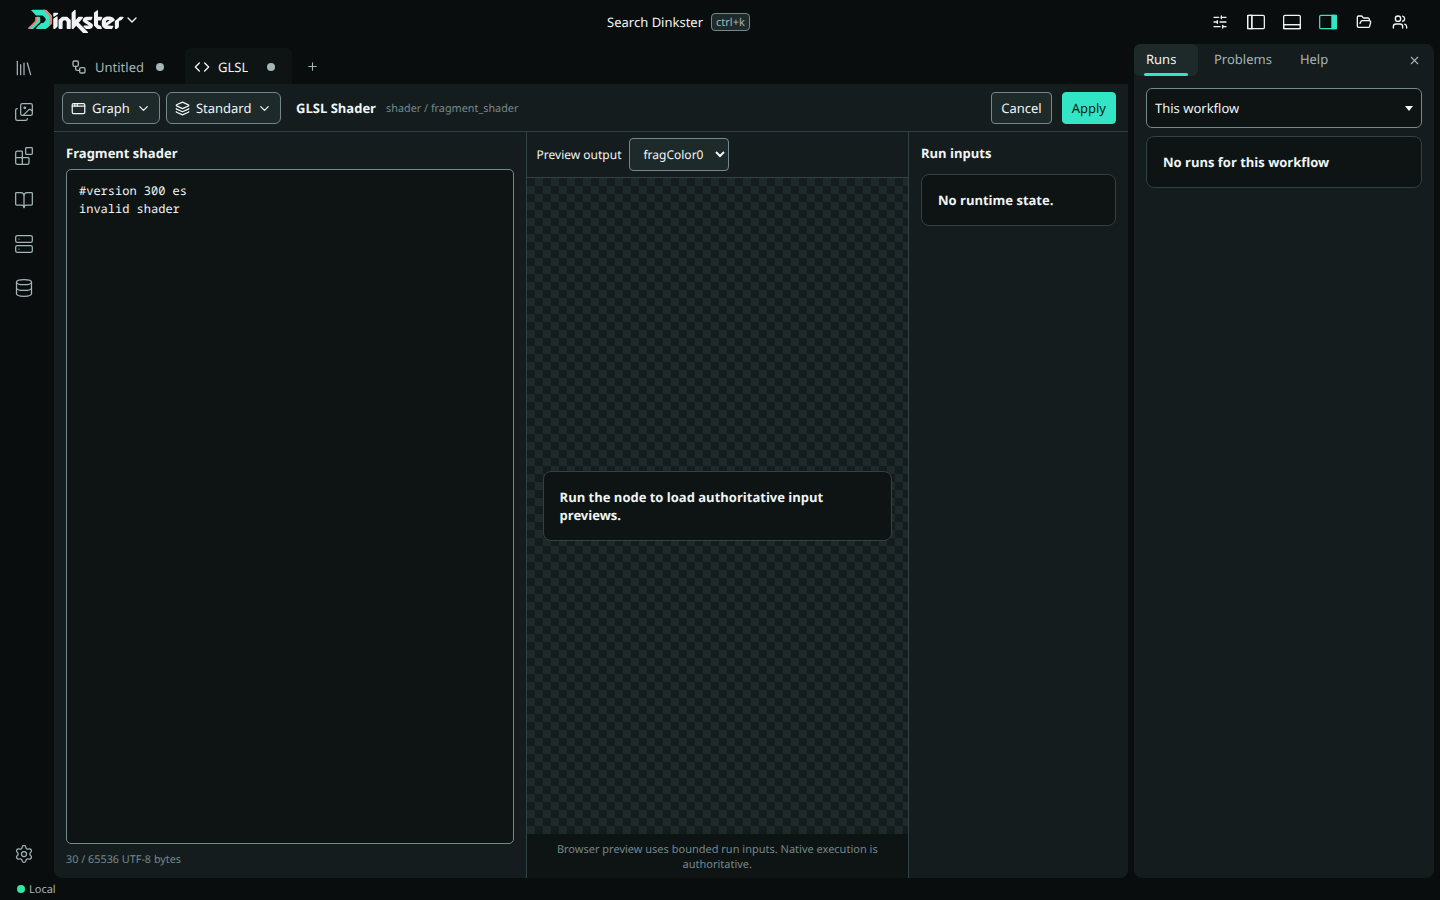 Dinkster
Search Dinkster ctrl+k
Untitled
GLSL
Runs
Problems
Help
Graph
Standard
GLSL Shader
shader / fragment_shader
Cancel
Apply
This workflow
No runs for this workflow
Fragment shader
#version 300 es
invalid shader
30 / 65536 UTF-8 bytes
Preview output
fragColor0
Run the node to load authoritative input
previews.
Browser preview uses bounded run inputs. Native execution is
authoritative.
Run inputs
No runtime state.
Local